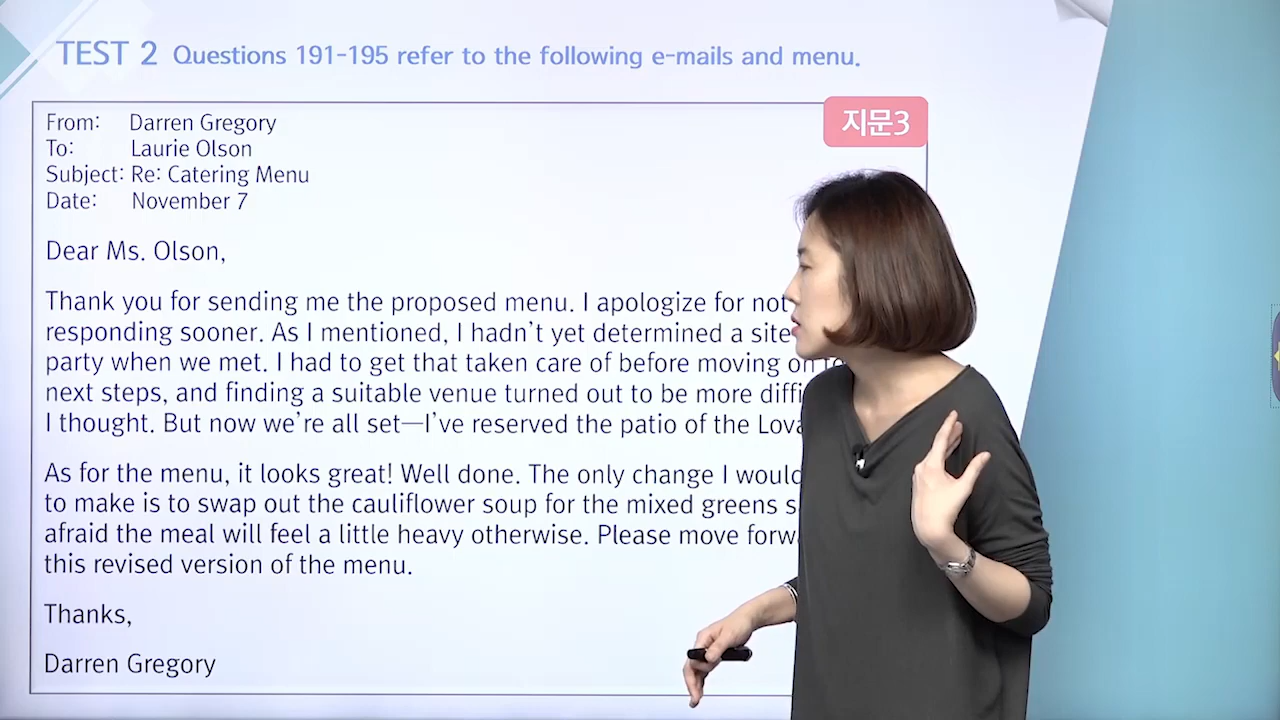 TEST 2 Questions 191-195 refer to the following e-mails and menu.
지문3
From: Darren Gregory
To: Laurie Olson
Subject: Re: Catering Menu
Date: November 7
Dear Ms. Olson,
Thank you for sending me the proposed menu. I apologize for not
responding sooner. As I mentioned, I hadn't yet determined a site
party when we met. I had to get that taken care of before moving on
next steps, and finding a suitable venue turned out to be more
I thought. But now we're all set—I've reserved the patio of the
As for the menu, it looks great! Well done. The only change I would
to make is to swap out the cauliflower soup for the mixed greens
afraid the meal will feel a little heavy otherwise. Please move
this revised version of the menu.
Thanks,
Darren Gregory